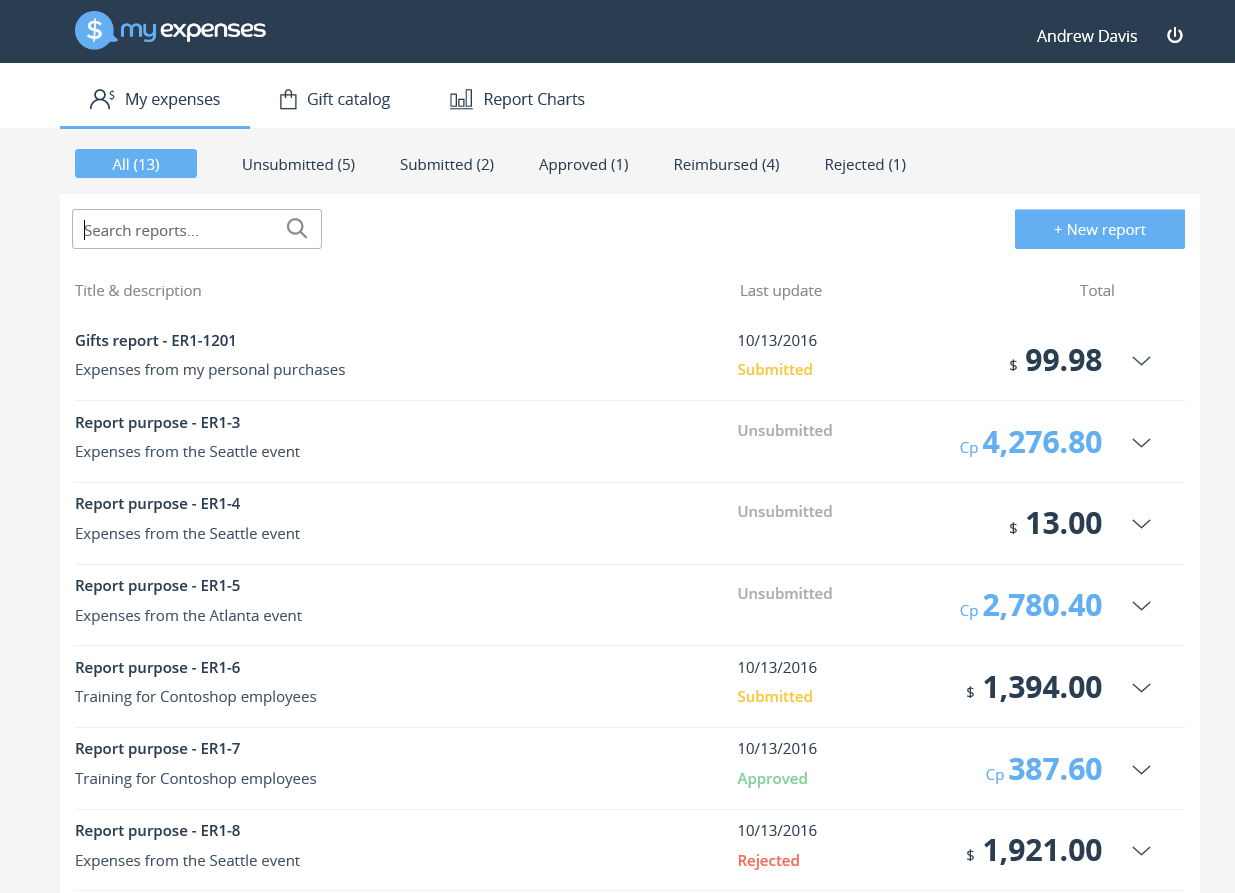 $ my expenses
Andrew Davis
$ My expenses
Gift catalog
Report Charts
All (13)
Unsubmitted (5)
Submitted (2)
Approved (1)
Reimbursed (4)
Rejected (1)
Search reports...
+ New report
Title & description
Last update
Total
Gifts report - ER1-1201
Expenses from my personal purchases
10/13/2016
Submitted
$ 99.98
Report purpose - ER1-3
Expenses from the Seattle event
Unsubmitted
Cp 4,276.80
Report purpose - ER1-4
Expenses from the Seattle event
Unsubmitted
$ 13.00
Report purpose - ER1-5
Expenses from the Atlanta event
Unsubmitted
Cp 2,780.40
Report purpose - ER1-6
Training for Contoshop employees
10/13/2016
Submitted
$ 1,394.00
Report purpose - ER1-7
Training for Contoshop employees
10/13/2016
Approved
Cp 387.60
Report purpose - ER1-8
Expenses from the Seattle event
10/13/2016
Rejected
$ 1,921.00